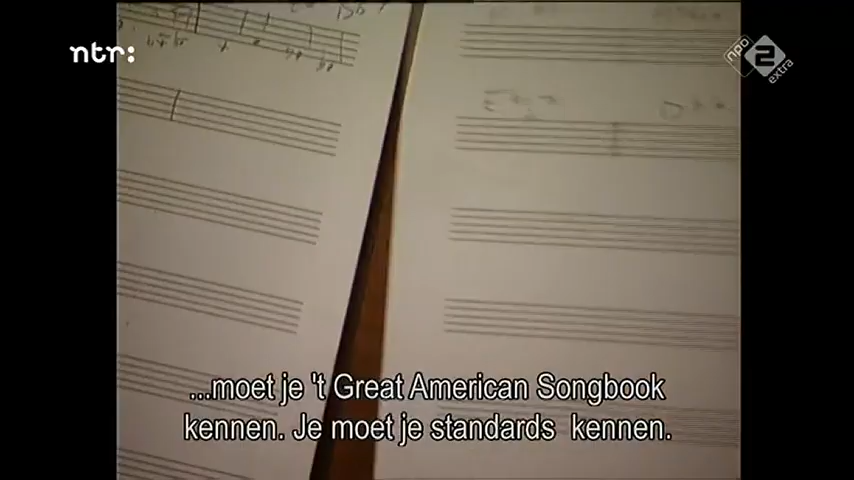 ntr:
npo 2 extra
...moet je 't Great American Songbook
kennen. Je moet je standards kennen.